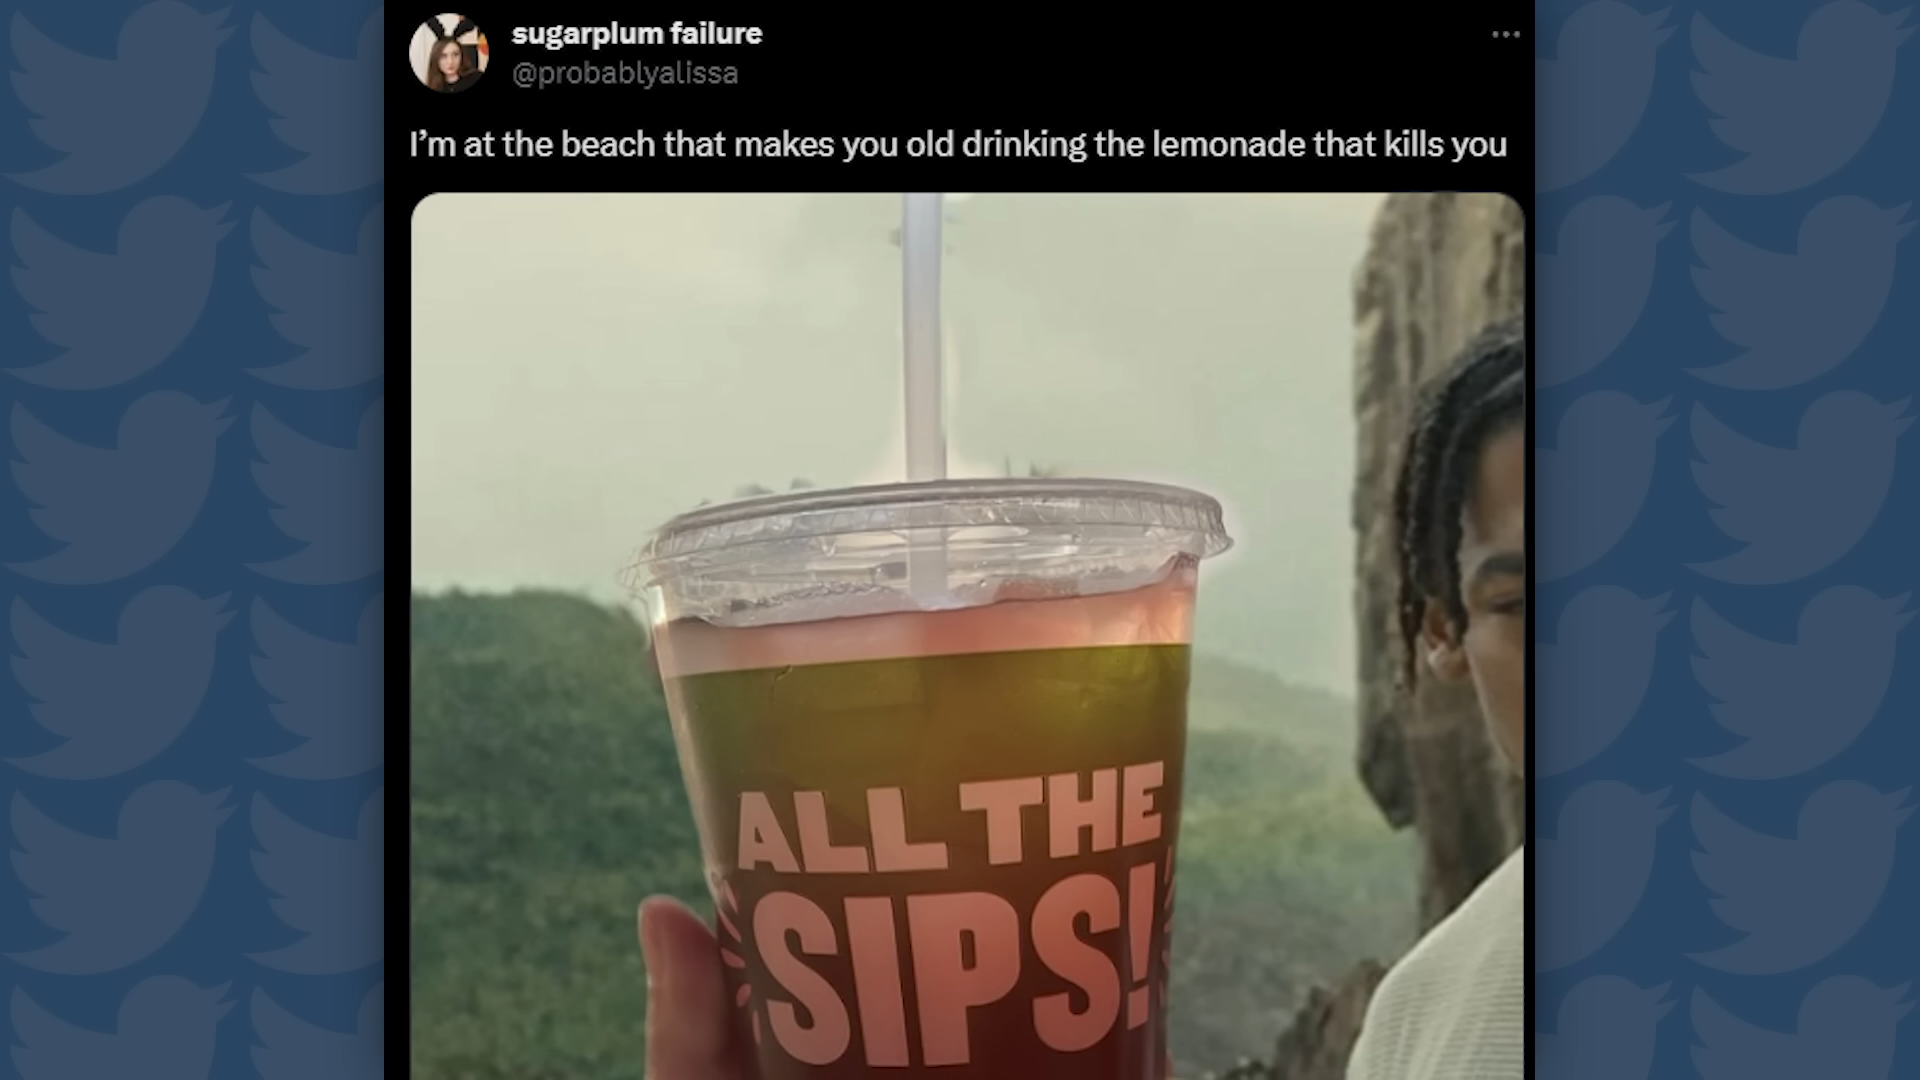 sugarplum failure
@probablyalissa
I’m at the beach that makes you old drinking the lemonade that kills you
ALL THE
SIPS!